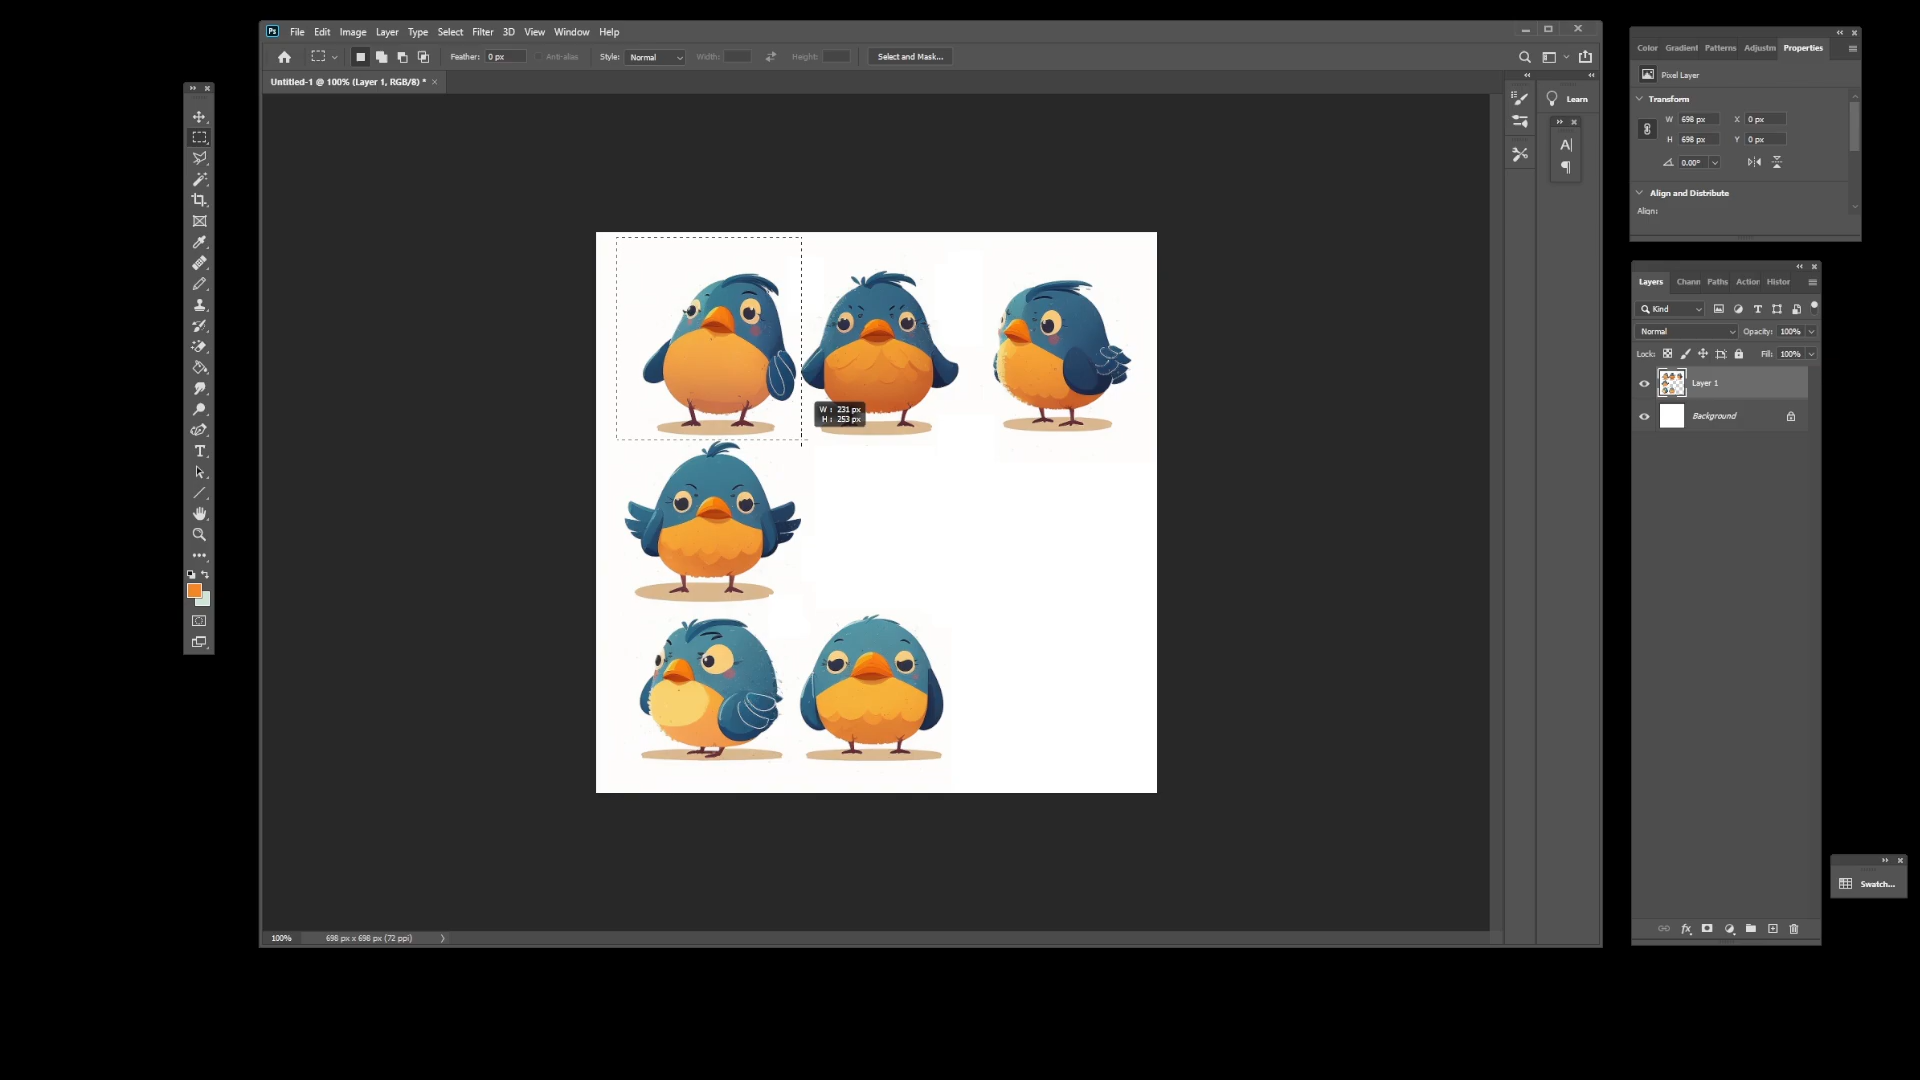 Ps File Edit Image Layer Type Select Filter 3D View Window Help
Feather: 0 px Anti-alias Style: Normal Width: Height: Select and Mask...
Untitled-1 @ 100% (Layer 1, RGB/8) *
Learn
A
W : 231 px
H : 253 px
100% 698 px x 698 px (72 ppi)
Color Gradient Patterns Adjustm Properties
Pixel Layer
Transform
W 698 px X 0 px
H 698 px Y 0 px
0.00°
Align and Distribute
Align:
Layers Chann Paths Action Histor
Kind
Normal Opacity: 100%
Lock: Fill: 100%
Layer 1
Background
fx
Swatch...